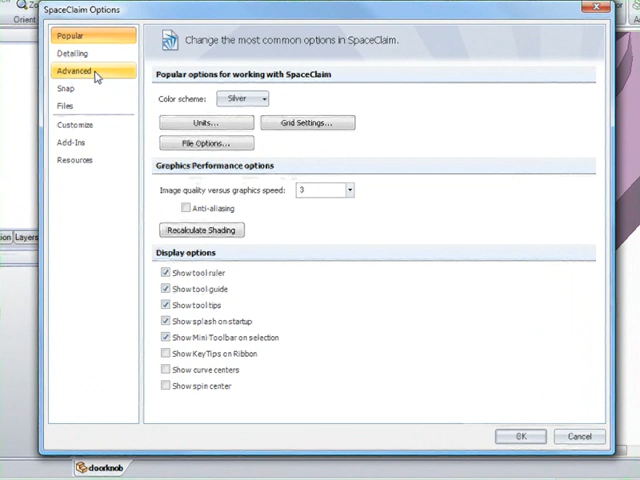 SpaceClaim Options
Zo
Orient
Popular
Detailing
Advanced
Snap
Files
Customize
Add-Ins
Resources
Change the most common options in SpaceClaim.
Popular options for working with SpaceClaim
Color scheme: Silver
Units... Grid Settings...
File Options...
Graphics Performance options
Image quality versus graphics speed: 3
Anti-aliasing
Recalculate Shading
Display options
Show tool ruler
Show tool guide
Show tool tips
Show splash on startup
Show Mini Toolbar on selection
Show KeyTips on Ribbon
Show curve centers
Show spin center
ion Layers
OK Cancel
doorknob